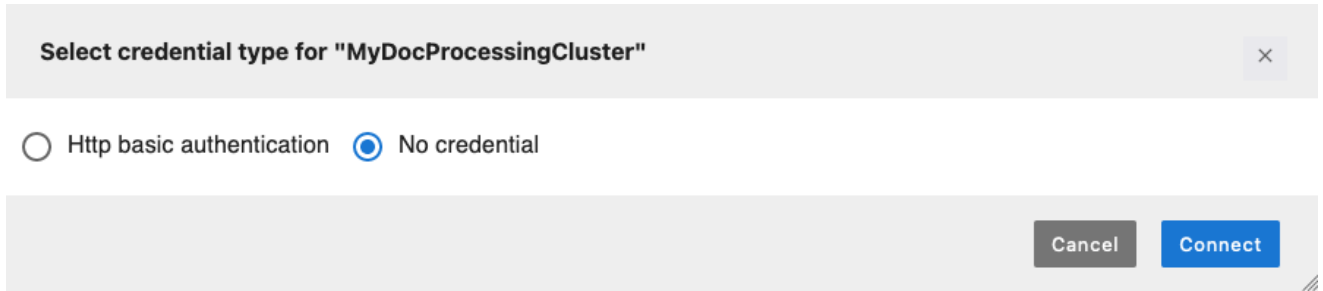 Select credential type for "MyDocProcessingCluster"
Http basic authentication No credential
Cancel Connect